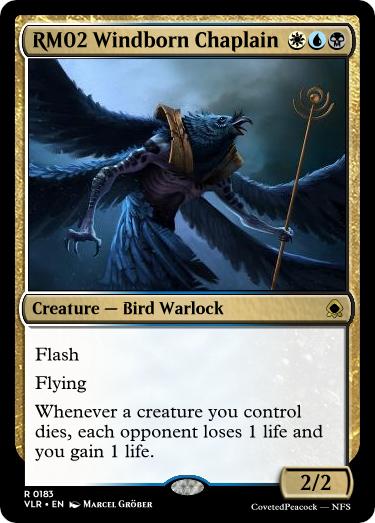 RM02 Windborn Chaplain
Creature — Bird Warlock
Flash
Flying
Whenever a creature you control
dies, each opponent loses 1 life and
you gain 1 life.
2/2
R 0183
VLR • EN Marcel Gröber
CovetedPeacock — NFS